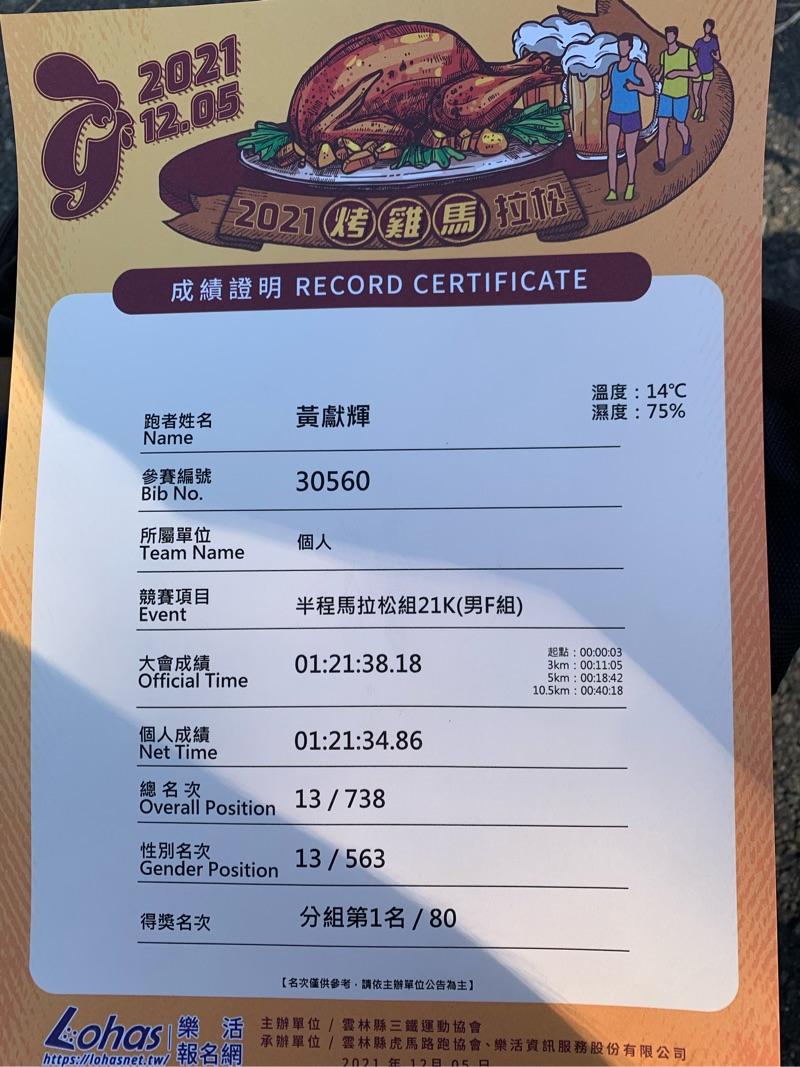 2021
12.05
2021 烤雞馬拉松
成績證明 RECORD CERTIFICATE
溫度：14℃
濕度：75%
跑者姓名 黃獻輝
Name
參賽編號 30560
Bib No.
所屬單位 個人
Team Name
競賽項目 半程馬拉松組21K(男F組)
Event
大會成績 01:21:38.18
Official Time
起點：00:00:03
3km：00:11:05
5km：00:18:42
10.5km：00:40:18
個人成績 01:21:34.86
Net Time
總名次 13 / 738
Overall Position
性別名次 13 / 563
Gender Position
得獎名次 分組第1名 / 80
【名次僅供參考，請依主辦單位公告為主】
Lohas 樂活報名網
https://lohasnet.tw/
主辦單位 / 雲林縣三鐵運動協會
承辦單位 / 雲林縣虎馬路跑協會、樂活資訊服務股份有限公司
2021 年 12月 05 日